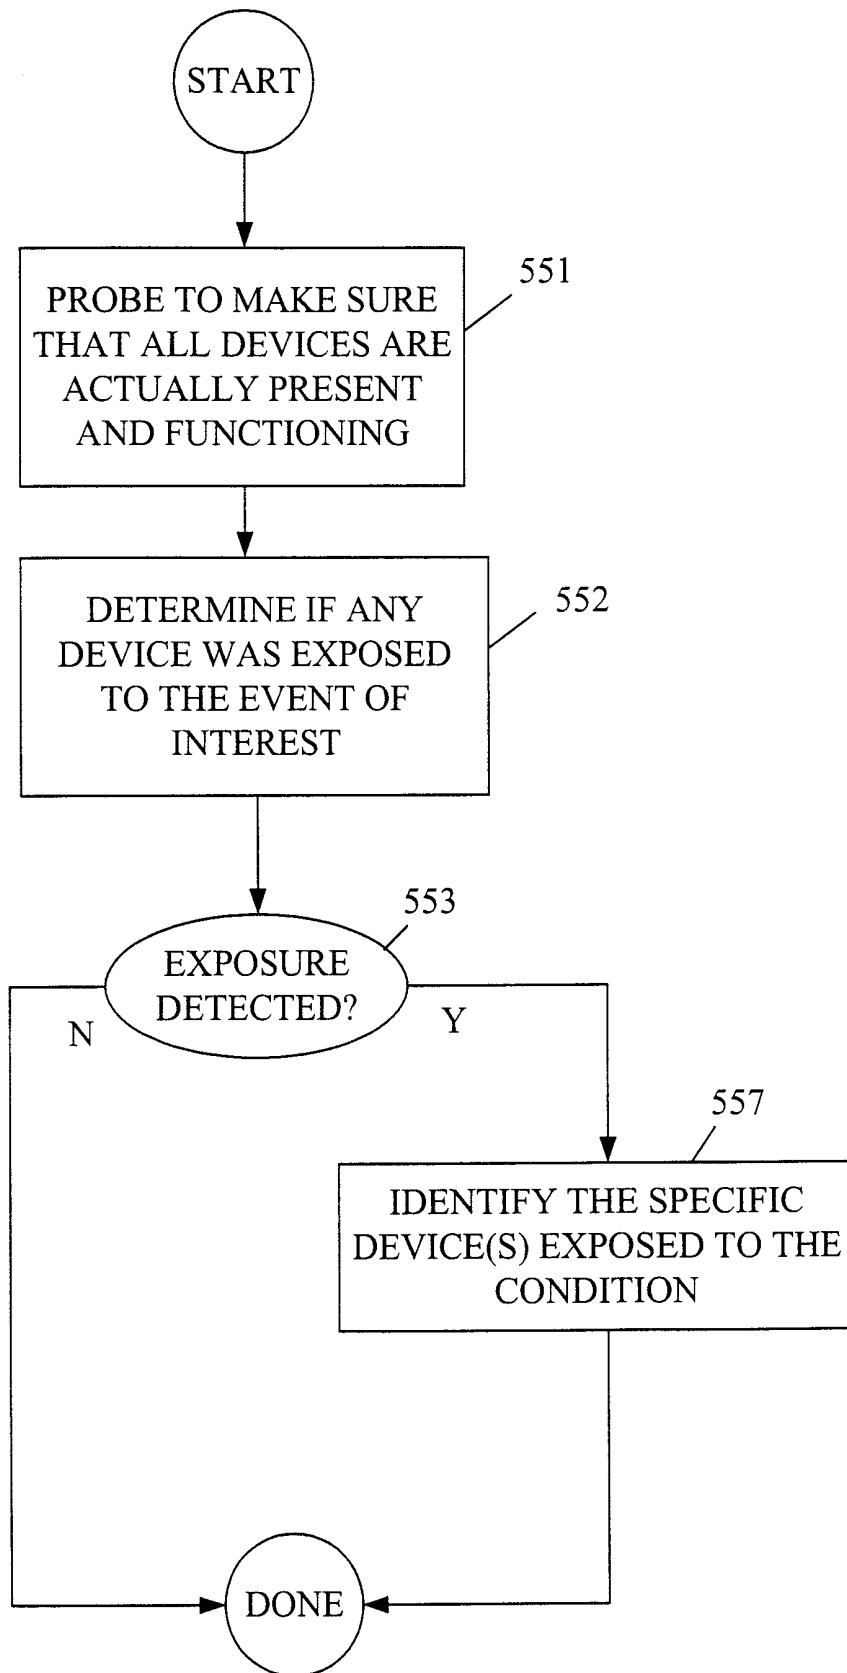 START
551
PROBE TO MAKE SURE
THAT ALL DEVICES ARE
ACTUALLY PRESENT
AND FUNCTIONING
552
DETERMINE IF ANY
DEVICE WAS EXPOSED
TO THE EVENT OF
INTEREST
553
EXPOSURE
DETECTED?
N
Y
557
IDENTIFY THE SPECIFIC
DEVICE(S) EXPOSED TO THE
CONDITION
DONE